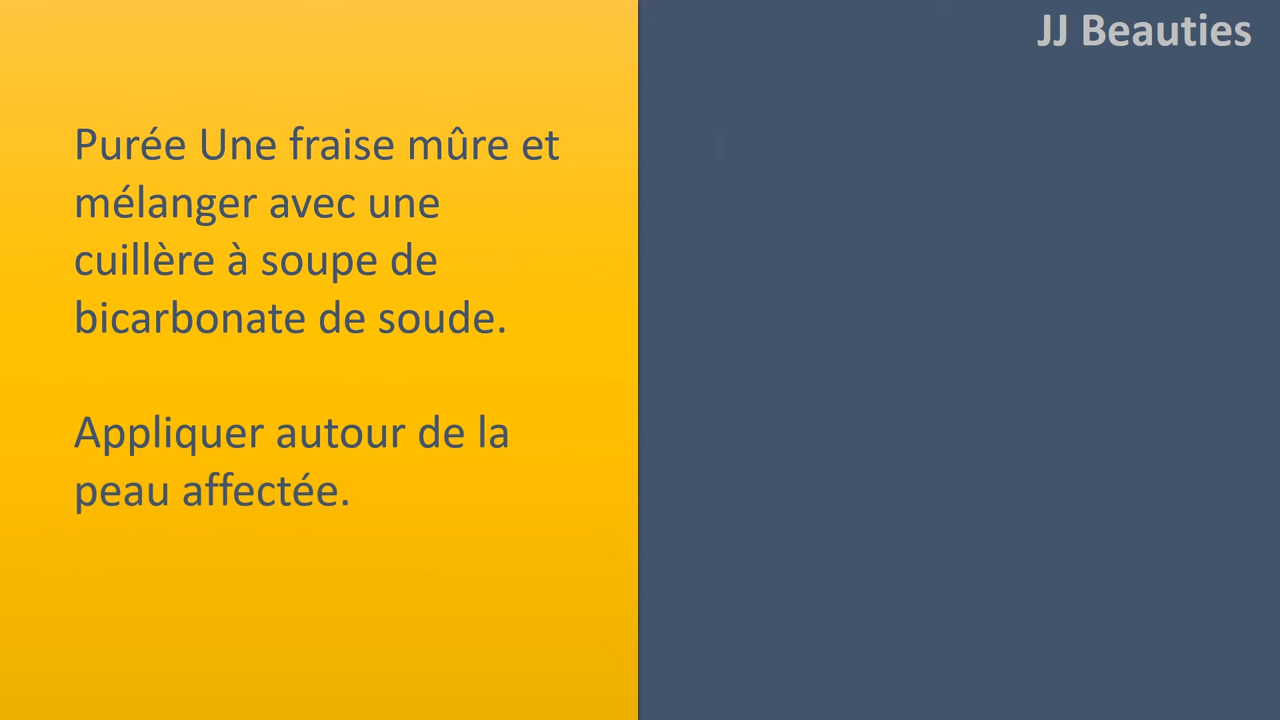 JJ Beauties
Purée Une fraise mûre et
mélanger avec une
cuillère à soupe de
bicarbonate de soude.
Appliquer autour de la
peau affectée.